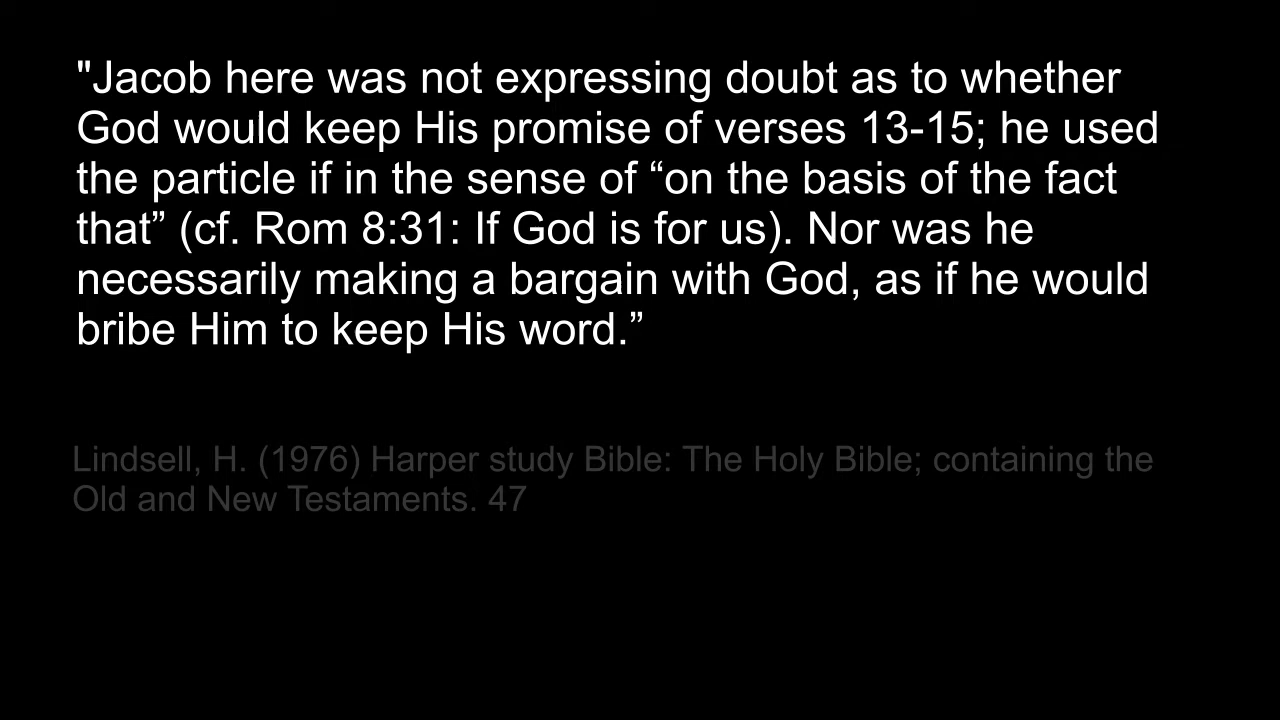 "Jacob here was not expressing doubt as to whether
God would keep His promise of verses 13-15; he used
the particle if in the sense of “on the basis of the fact
that” (cf. Rom 8:31: If God is for us). Nor was he
necessarily making a bargain with God, as if he would
bribe Him to keep His word.”
Lindsell, H. (1976) Harper study Bible: The Holy Bible; containing the
Old and New Testaments. 47